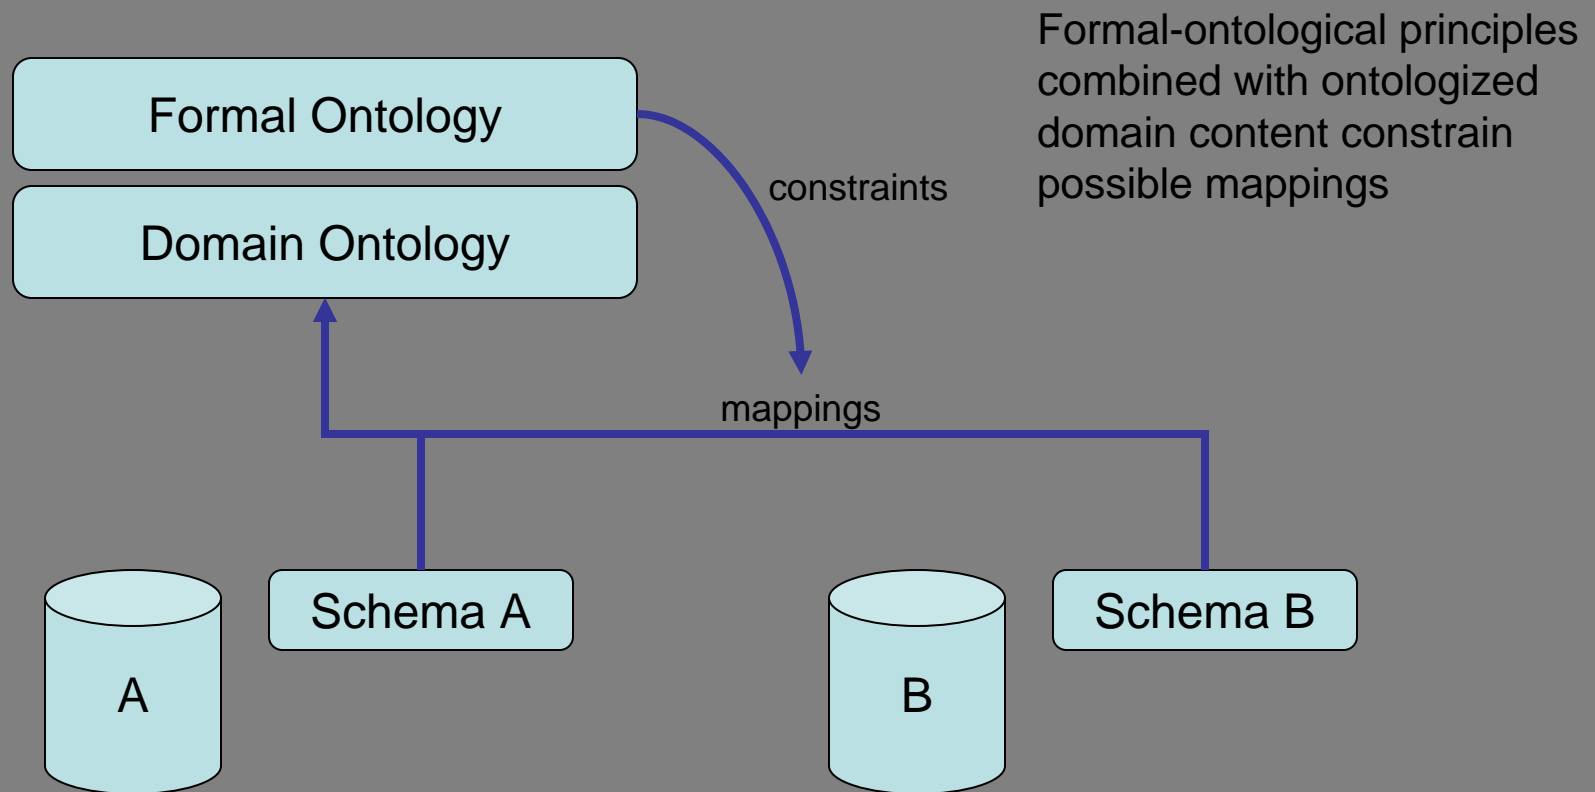 Formal-ontological principles
combined with ontologized
domain content constrain
possible mappings
Formal Ontology
constraints
Domain Ontology
mappings
Schema A
Schema B
A
B